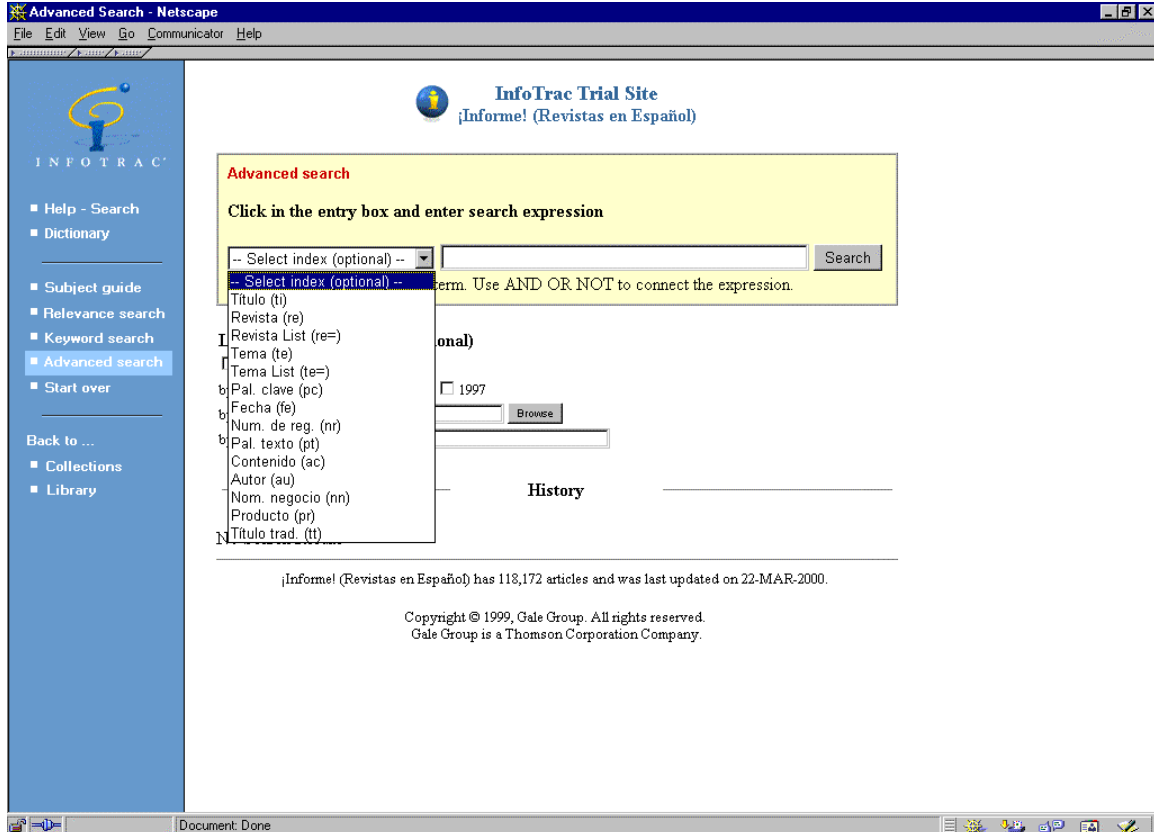 Advanced Search - Netscape
File Edit View Go Communicator Help
INFOTRAC
Help - Search
Dictionary
Subject guide
Relevance search
Keyword search
Advanced search
Start over
Back to ...
Collections
Library
InfoTrac Trial Site
¡Informe! (Revistas en Español)
Advanced search
Click in the entry box and enter search expression
-- Select index (optional) --
Search
-- Select index (optional) --
term. Use AND OR NOT to connect the expression.
Título (ti)
Revista (re)
Revista List (re=)
onal)
Tema (te)
Tema List (te=)
Pal. clave (pc)
1997
Fecha (fe)
Browse
Num. de reg. (nr)
Pal. texto (pt)
Contenido (ac)
Autor (au)
History
Nom. negocio (nn)
Producto (pr)
Título trad. (tt)
¡Informe! (Revistas en Español) has 118,172 articles and was last updated on 22-MAR-2000.
Copyright © 1999, Gale Group. All rights reserved.
Gale Group is a Thomson Corporation Company.
Document: Done